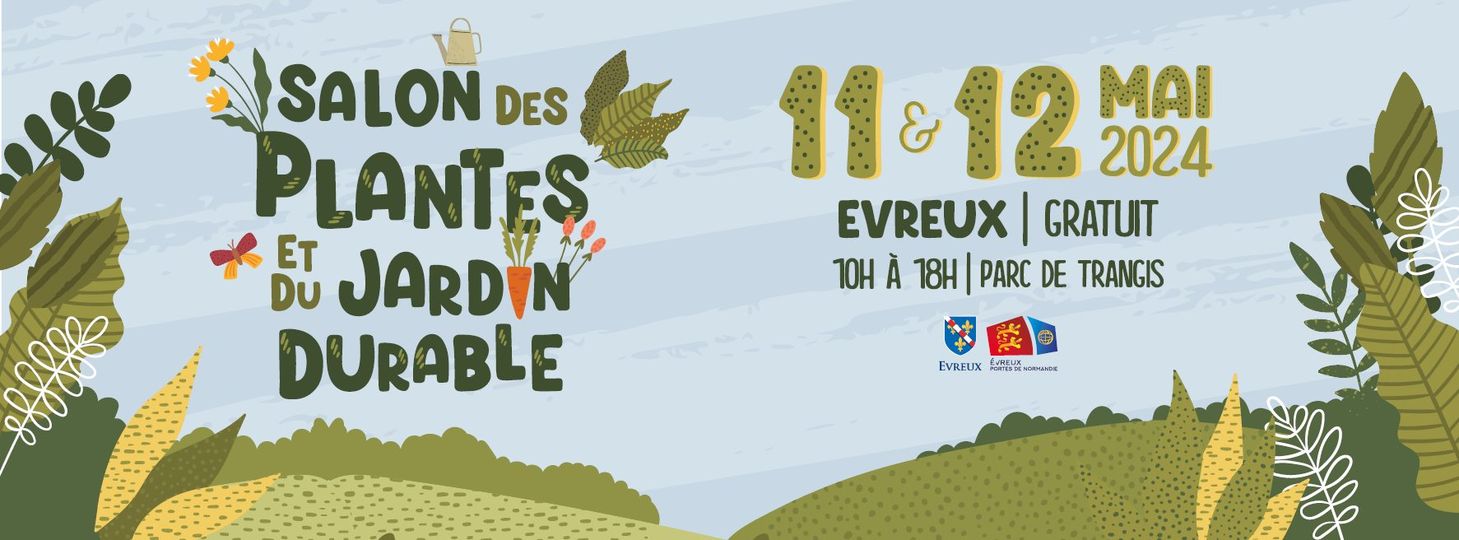 SALON DES
PLANTES
ET
DU JARDIN
DURABLE
11 & 12 MAI
2024
EVREUX | GRATUIT
10H À 18H | PARC DE TRANGIS
EVREUX
ÉVREUX
PORTES DE NORMANDIE